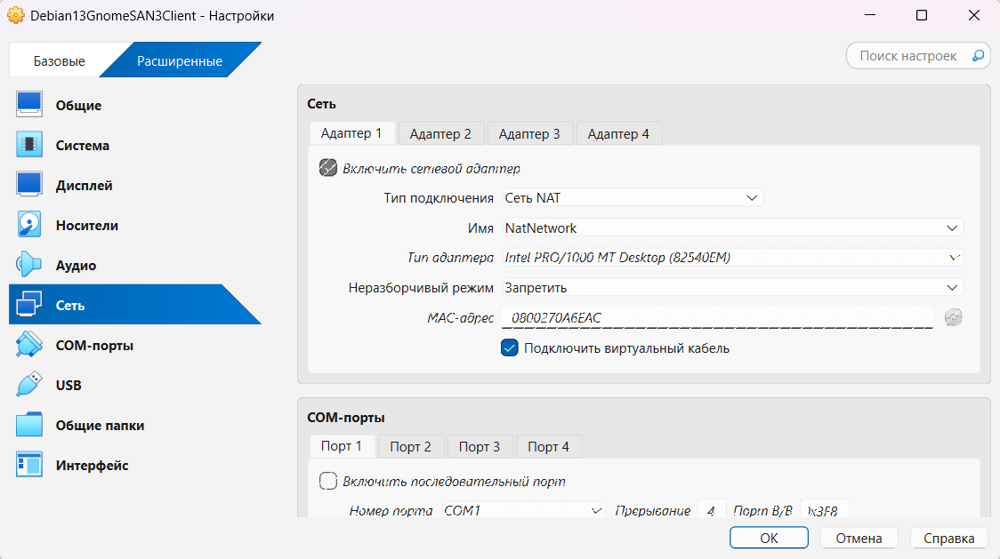 Debian13GnomeSAN3Client - Настройки
Базовые
Расширенные
Поиск настроек
Общие
Система
Дисплей
Носители
Аудио
Сеть
COM-порты
USB
Общие папки
Интерфейс
Сеть
Адаптер 1
Адаптер 2
Адаптер 3
Адаптер 4
Включить сетевой адаптер
Тип подключения Сеть NAT
Имя NatNetwork
Тип адаптера Intel PRO/1000 MT Desktop (82540EM)
Неразборчивый режим Запретить
MAC-адрес 0800270A6EAC
Подключить виртуальный кабель
COM-порты
Порт 1
Порт 2
Порт 3
Порт 4
Включить последовательный порт
Номер порта COM1 Прерывание 4 Порт В/В 0x3F8
OK
Отмена
Справка